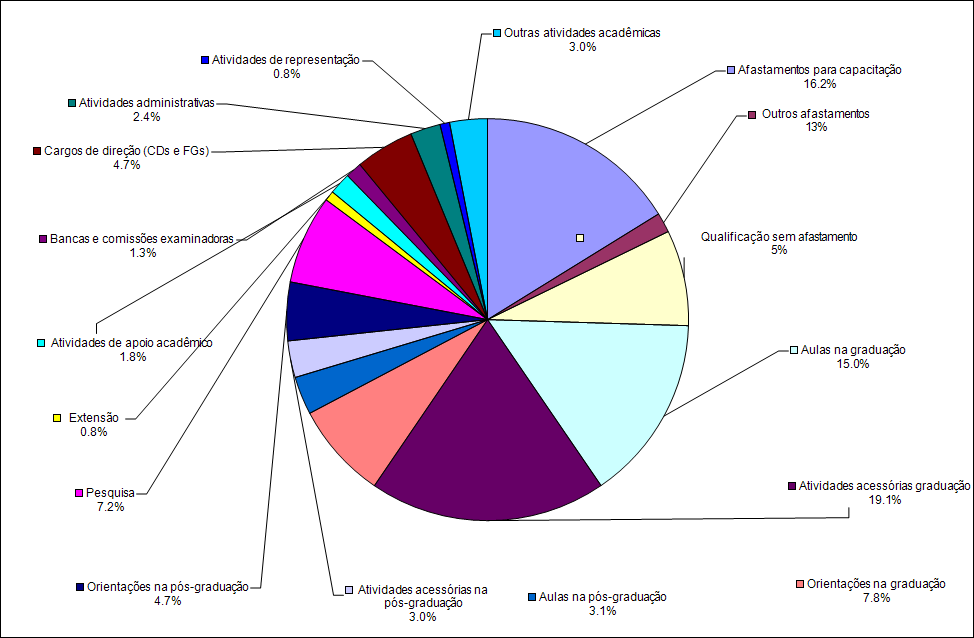 Outras atividades acadêmicas
3.0%
Atividades de representação
0.8%
Afastamentos para capacitação
16.2%
Atividades administrativas
2.4%
Outros afastamentos
13%
Cargos de direção (CDs e FGs)
4.7%
Qualificação sem afastamento
5%
Bancas e comissões examinadoras
1.3%
Atividades de apoio acadêmico
1.8%
Aulas na graduação
15.0%
Extensão
0.8%
Pesquisa
7.2%
Atividades acessórias graduação
19.1%
Orientações na pós-graduação
4.7%
Atividades acessórias na
pós-graduação
3.0%
Aulas na pós-graduação
3.1%
Orientações na graduação
7.8%